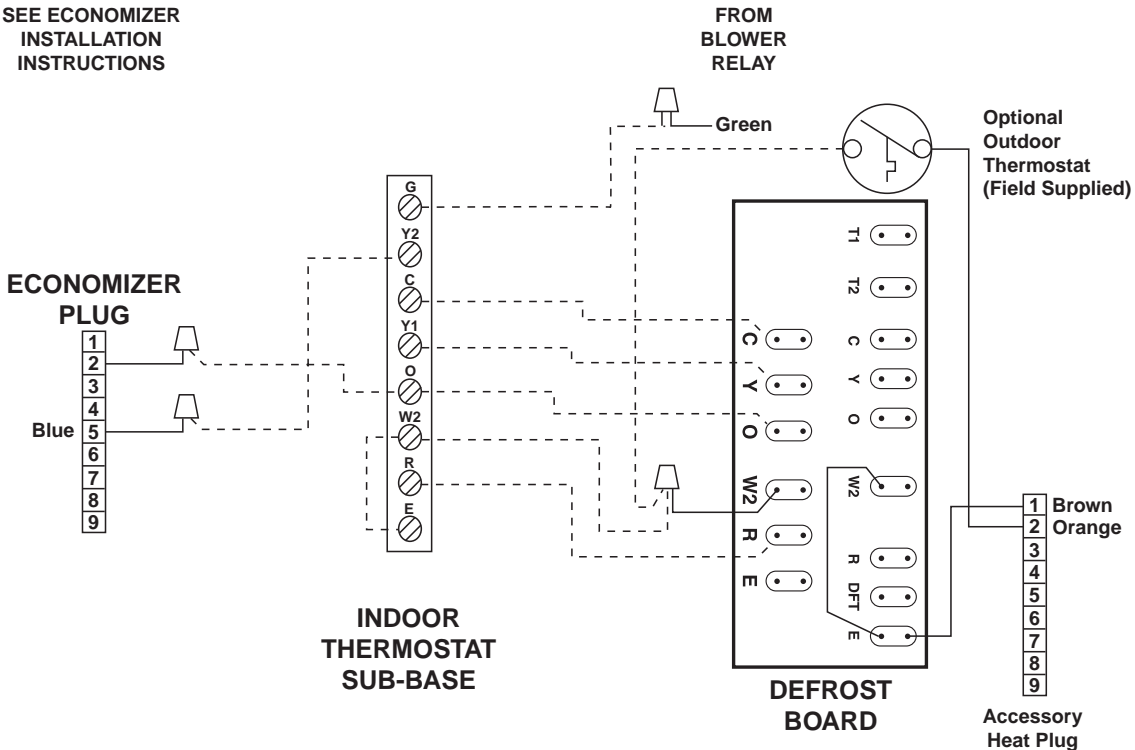 SEE ECONOMIZER
INSTALLATION
INSTRUCTIONS
FROM
BLOWER
RELAY
Green
Optional
Outdoor
Thermostat
(Field Supplied)
ECONOMIZER
PLUG
1
2
3
4
5
6
7
8
9
Blue
G
Y2
C
Y1
O
W2
R
E
INDOOR
THERMOSTAT
SUB-BASE
C
Y
O
W2
R
E
T1
T2
C
Y
O
W2
R
DFT
E
DEFROST
BOARD
1 Brown
2 Orange
3
4
5
6
7
8
9
Accessory
Heat Plug